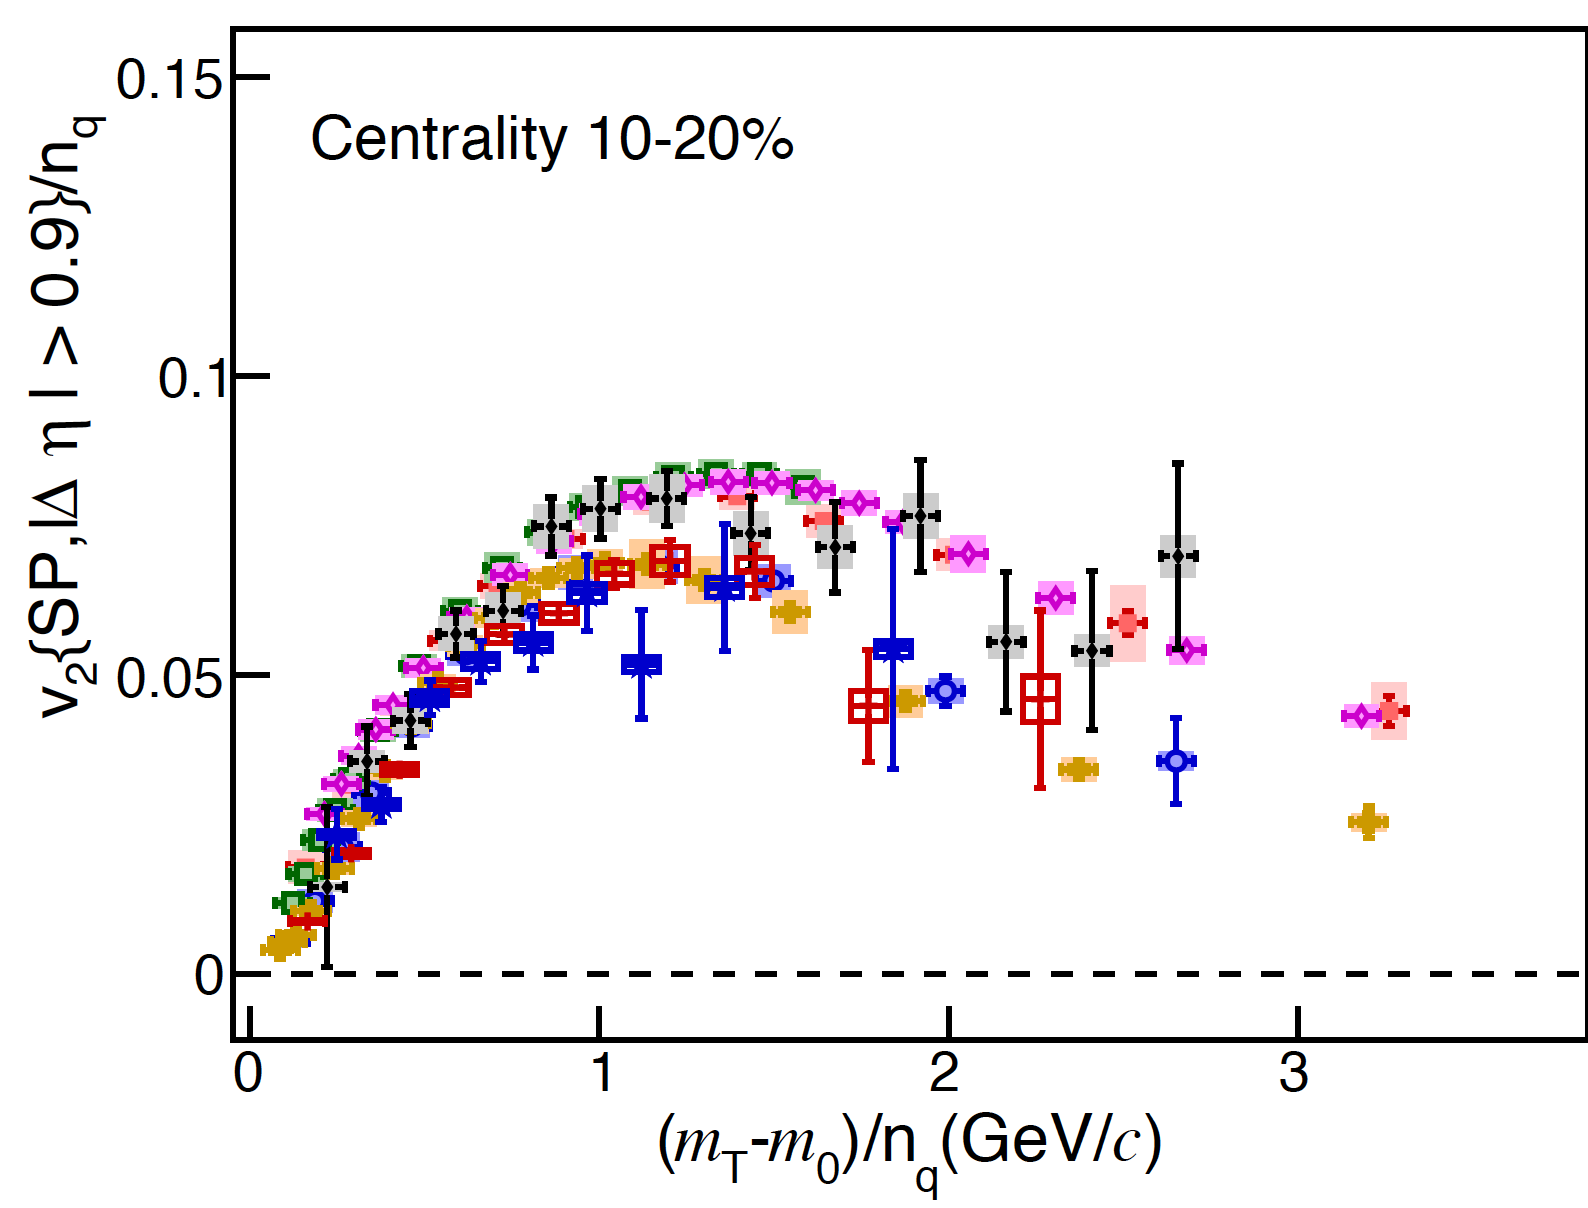 v2{SP,|Δ η | > 0.9}/nq
0.15
0.1
0.05
0
Centrality 10-20%
0 1 2 3
(mT-m0)/nq(GeV/c)